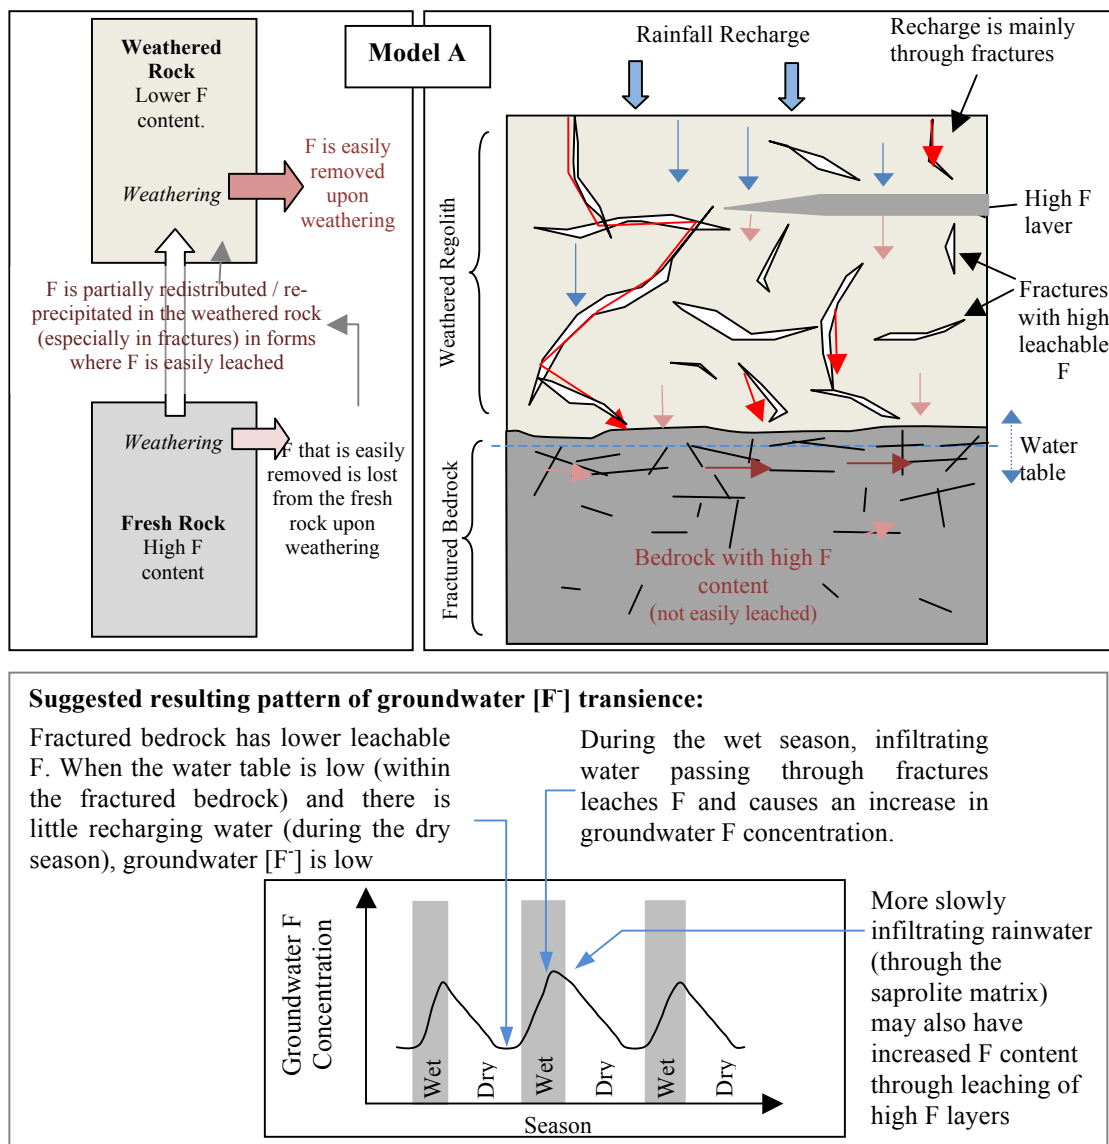 Model A
Weathered
Rock
Lower F
content.
Weathering
F is easily
removed
upon
weathering
F is partially redistributed / re-
precipitated in the weathered rock
(especially in fractures) in forms
where F is easily leached
Weathering
F that is easily
removed is lost
from the fresh
rock upon
weathering
Fresh Rock
High F
content
Rainfall Recharge
Recharge is mainly
through fractures
Weathered Regolith
High F
layer
Fractures
with high
leachable
F
Water
table
Fractured Bedrock
Bedrock with high F
content
(not easily leached)
Suggested resulting pattern of groundwater [F-] transience:
Fractured bedrock has lower leachable
F. When the water table is low (within
the fractured bedrock) and there is
little recharging water (during the dry
season), groundwater [F-] is low
During the wet season, infiltrating
water passing through fractures
leaches F and causes an increase in
groundwater F concentration.
More slowly
infiltrating rainwater
(through the
saprolite matrix)
may also have
increased F content
through leaching of
high F layers
Groundwater F
Concentration
Wet
Dry
Wet
Dry
Wet
Dry
Season